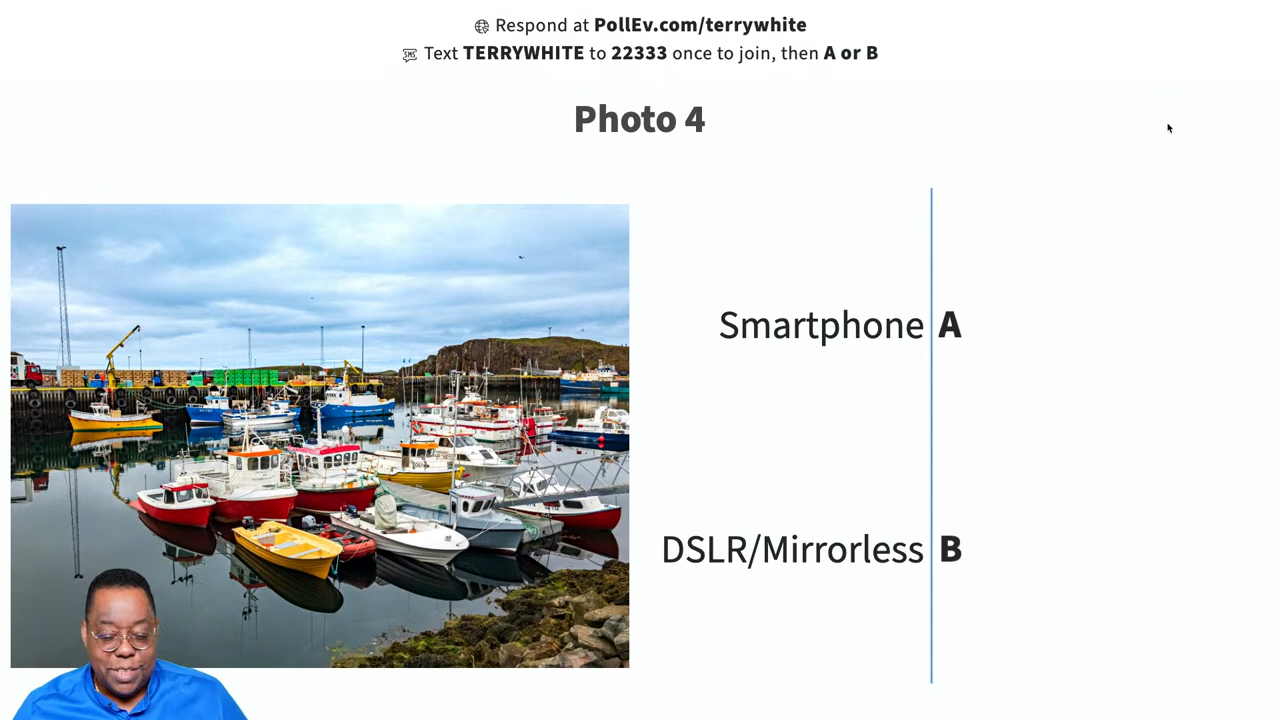 Respond at PollEv.com/terrywhite
Text TERRYWHITE to 22333 once to join, then A or B
Photo 4
Smartphone A
DSLR/Mirrorless B